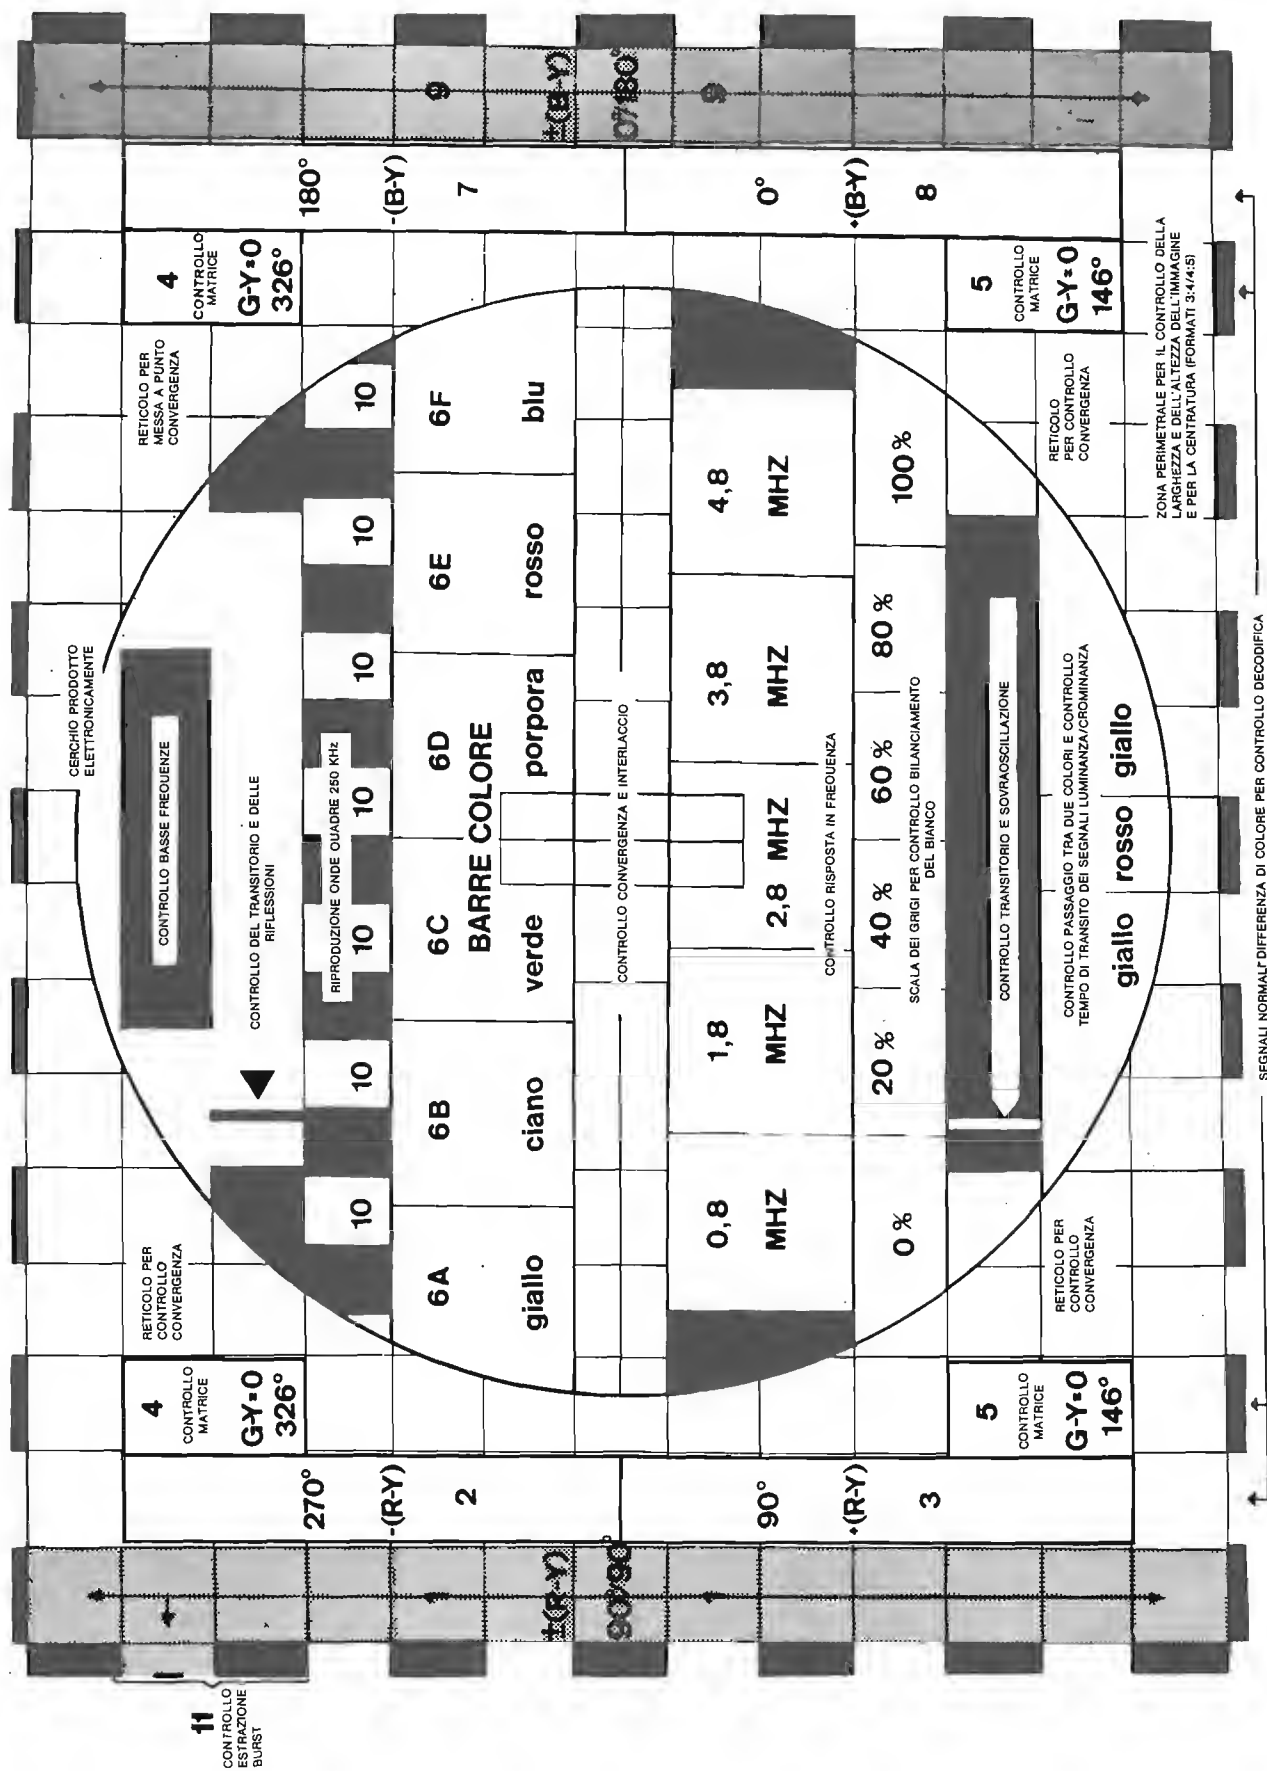 11
CONTROLLO
ESTRAZIONE
BURST
CERCHIO PRODOTTO
ELETTRONICAMENTE
RETICOLO PER
CONTROLLO
CONVERGENZA
RETICOLO PER
MESSA A PUNTO
CONVERGENZA
4
CONTROLLO
MATRICE
G-Y=0
326°
4
CONTROLLO
MATRICE
G-Y=0
326°
CONTROLLO BASSE FREQUENZE
CONTROLLO DEL TRANSITORIO E DELLE
RIFLESSIONI
RIPRODUZIONE ONDE QUADRE 250 KHz
10 10 10 10 10 10 10
270°
-(R-Y)
2
180°
-(B-Y)
7
9
6A 6B 6C 6D 6E 6F
BARRE COLORE
giallo ciano verde porpora rosso blu
±(R-Y)
90°/90°
±(B-Y)
0°/180°
CONTROLLO CONVERGENZA E INTERLACCIO
0,8 MHZ
1,8 MHZ
2,8 MHZ
3,8 MHZ
4,8 MHZ
CONTROLLO RISPOSTA IN FREQUENZA
9
90°
+(R-Y)
3
0°
+(B-Y)
8
0% 20% 40% 60% 80% 100%
SCALA DEI GRIGI PER CONTROLLO BILANCIAMENTO
DEL BIANCO
CONTROLLO TRANSITORIO E SOVRAOSCILLAZIONE
5
CONTROLLO
MATRICE
G-Y=0
146°
5
CONTROLLO
MATRICE
G-Y=0
146°
RETICOLO PER
CONTROLLO
CONVERGENZA
RETICOLO
PER CONTROLLO
CONVERGENZA
CONTROLLO PASSAGGIO TRA DUE COLORI E CONTROLLO
TEMPO DI TRANSITO DEI SEGNALI LUMINANZA/CROMINANZA
giallo rosso giallo
ZONA PERIMETRALE PER IL CONTROLLO DELLA
LARGHEZZA E DELL'ALTEZZA DELL'IMMAGINE
E PER LA CENTRATURA (FORMATI 3:4/4:5)
SEGNALI NORMALI DIFFERENZA DI COLORE PER CONTROLLO DECODIFICA